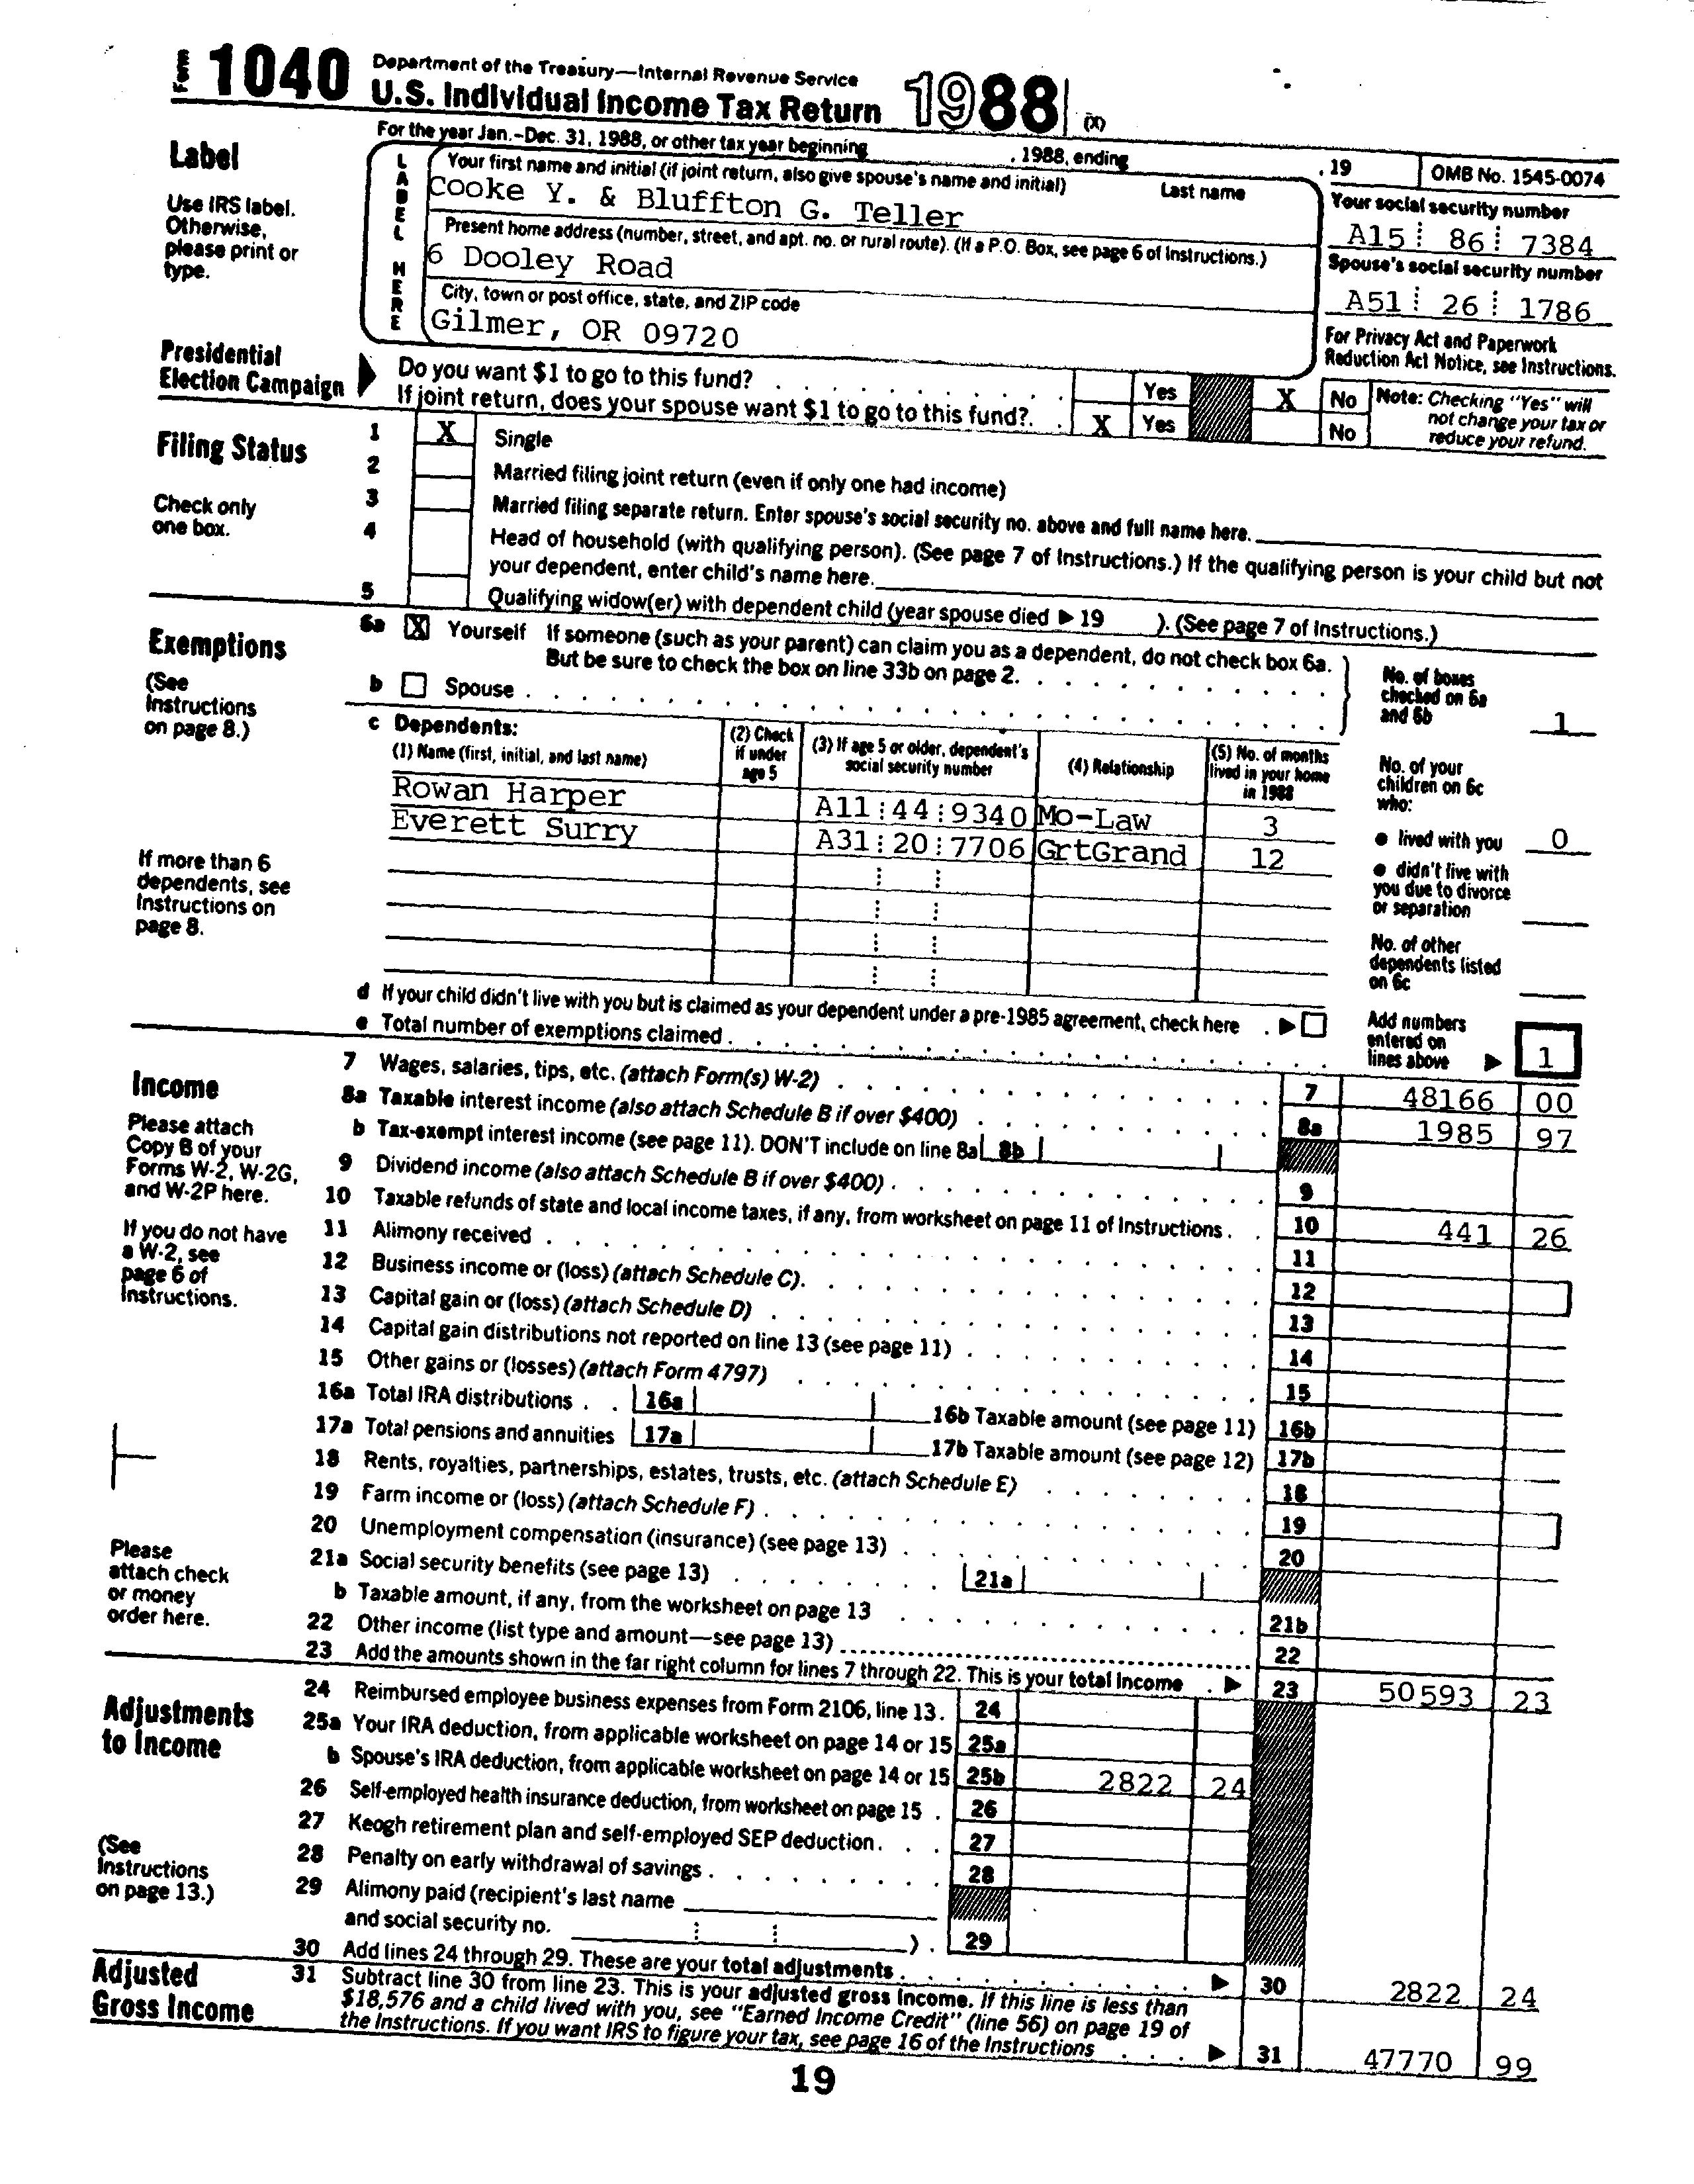 Form 1040 Department of the Treasury—Internal Revenue Service
U.S. Individual Income Tax Return 1988 (X)
For the year Jan.–Dec. 31, 1988, or other tax year beginning , 1988, ending , 19 OMB No. 1545-0074
Label
Use IRS label.
Otherwise,
please print or
type.
LABEL HERE
Your first name and initial (if joint return, also give spouse's name and initial) Last name
Cooke Y. & Bluffton G. Teller
Your social security number
A15 86 7384
Present home address (number, street, and apt. no. or rural route). (If a P.O. Box, see page 6 of Instructions.)
6 Dooley Road
Spouse's social security number
A51 26 1786
City, town or post office, state, and ZIP code
Gilmer, OR 09720
For Privacy Act and Paperwork
Reduction Act Notice, see Instructions.
Presidential
Election Campaign
Do you want $1 to go to this fund? Yes X No
If joint return, does your spouse want $1 to go to this fund? X Yes No
Note: Checking "Yes" will
not change your tax or
reduce your refund.
Filing Status
Check only
one box.
1 X Single
2 Married filing joint return (even if only one had income)
3 Married filing separate return. Enter spouse's social security no. above and full name here.
4 Head of household (with qualifying person). (See page 7 of Instructions.) If the qualifying person is your child but not
your dependent, enter child's name here.
5 Qualifying widow(er) with dependent child (year spouse died ▶ 19 ). (See page 7 of Instructions.)
Exemptions
(See
Instructions
on page 8.)
6a X Yourself If someone (such as your parent) can claim you as a dependent, do not check box 6a.
But be sure to check the box on line 33b on page 2.
b Spouse
No. of boxes
checked on 6a
and 6b 1
c Dependents:
(1) Name (first, initial, and last name)
(2) Check
if under
age 5
(3) If age 5 or older, dependent's
social security number
(4) Relationship
(5) No. of months
lived in your home
in 1988
Rowan Harper A11 44 9340 Mo-Law 3
Everett Surry A31 20 7706 GrtGrand 12
No. of your
children on 6c
who:
● lived with you 0
● didn't live with
you due to divorce
or separation
No. of other
dependents listed
on 6c
If more than 6
dependents, see
Instructions on
page 8.
d If your child didn't live with you but is claimed as your dependent under a pre-1985 agreement, check here ▶
e Total number of exemptions claimed
Add numbers
entered on
lines above ▶ 1
Income
Please attach
Copy B of your
Forms W-2, W-2G,
and W-2P here.
If you do not have
a W-2, see
page 6 of
Instructions.
Please
attach check
or money
order here.
7 Wages, salaries, tips, etc. (attach Form(s) W-2) 7 48166 00
8a Taxable interest income (also attach Schedule B if over $400) 8a 1985 97
b Tax-exempt interest income (see page 11). DON'T include on line 8a 8b
9 Dividend income (also attach Schedule B if over $400) 9
10 Taxable refunds of state and local income taxes, if any, from worksheet on page 11 of Instructions 10 441 26
11 Alimony received 11
12 Business income or (loss) (attach Schedule C) 12
13 Capital gain or (loss) (attach Schedule D) 13
14 Capital gain distributions not reported on line 13 (see page 11) 14
15 Other gains or (losses) (attach Form 4797) 15
16a Total IRA distributions 16a 16b Taxable amount (see page 11) 16b
17a Total pensions and annuities 17a 17b Taxable amount (see page 12) 17b
18 Rents, royalties, partnerships, estates, trusts, etc. (attach Schedule E) 18
19 Farm income or (loss) (attach Schedule F) 19
20 Unemployment compensation (insurance) (see page 13) 20
21a Social security benefits (see page 13) 21a
b Taxable amount, if any, from the worksheet on page 13 21b
22 Other income (list type and amount—see page 13) 22
23 Add the amounts shown in the far right column for lines 7 through 22. This is your total income ▶ 23 50593 23
Adjustments
to Income
(See
Instructions
on page 13.)
24 Reimbursed employee business expenses from Form 2106, line 13. 24
25a Your IRA deduction, from applicable worksheet on page 14 or 15 25a
b Spouse's IRA deduction, from applicable worksheet on page 14 or 15 25b 2822 24
26 Self-employed health insurance deduction, from worksheet on page 15 26
27 Keogh retirement plan and self-employed SEP deduction 27
28 Penalty on early withdrawal of savings 28
29 Alimony paid (recipient's last name
and social security no. ) 29
30 Add lines 24 through 29. These are your total adjustments ▶ 30 2822 24
Adjusted
Gross Income
31 Subtract line 30 from line 23. This is your adjusted gross income. If this line is less than
$18,576 and a child lived with you, see "Earned Income Credit" (line 56) on page 19 of
the Instructions. If you want IRS to figure your tax, see page 16 of the Instructions ▶ 31 47770 99
19